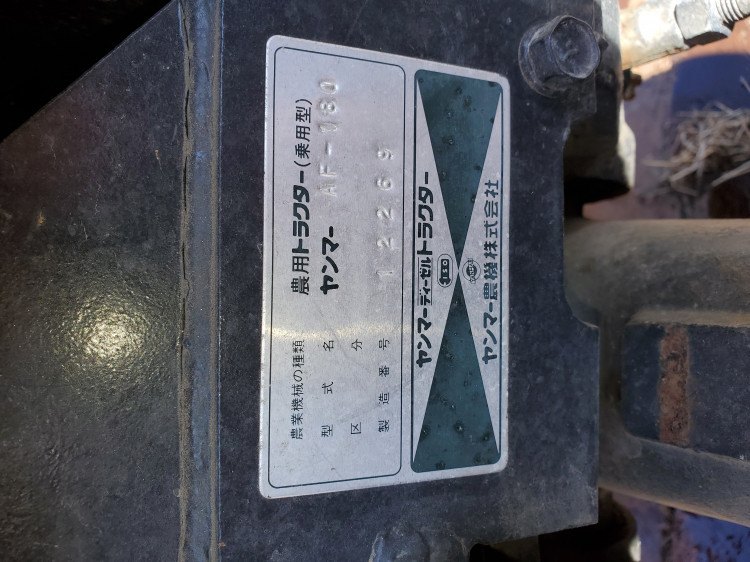 農業機械の種類 農用トラクター(乗用型)
型式名 ヤンマー AF-180
区分
製造番号 12269
ヤンマーディーゼルトラクター
ヤンマー農機株式会社